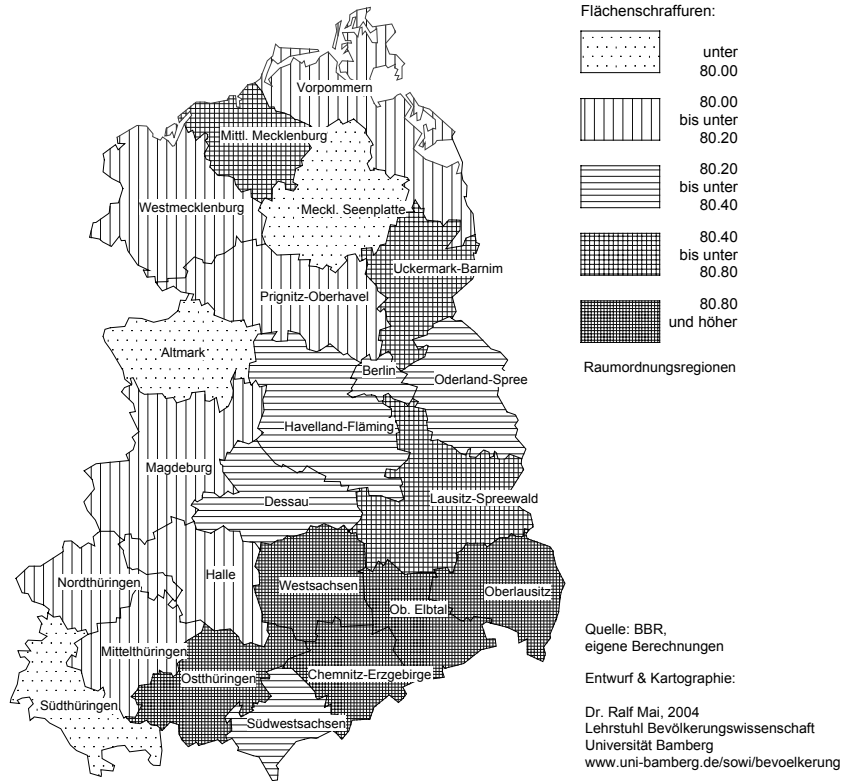 Flächenschraffuren:
unter
80.00
80.00
bis unter
80.20
80.20
bis unter
80.40
80.40
bis unter
80.80
80.80
und höher
Raumordnungsregionen
Vorpommern
Mittl. Mecklenburg
Westmecklenburg
Meckl. Seenplatte
Uckermark-Barnim
Prignitz-Oberhavel
Altmark
Berlin
Oderland-Spree
Havelland-Fläming
Magdeburg
Dessau
Lausitz-Spreewald
Nordthüringen
Halle
Westsachsen
Oberlausitz
Ob. Elbtal
Mittelthüringen
Ostthüringen
Chemnitz-Erzgebirge
Südthüringen
Südwestsachsen
Quelle: BBR,
eigene Berechnungen
Entwurf & Kartographie:
Dr. Ralf Mai, 2004
Lehrstuhl Bevölkerungswissenschaft
Universität Bamberg
www.uni-bamberg.de/sowi/bevoelkerung